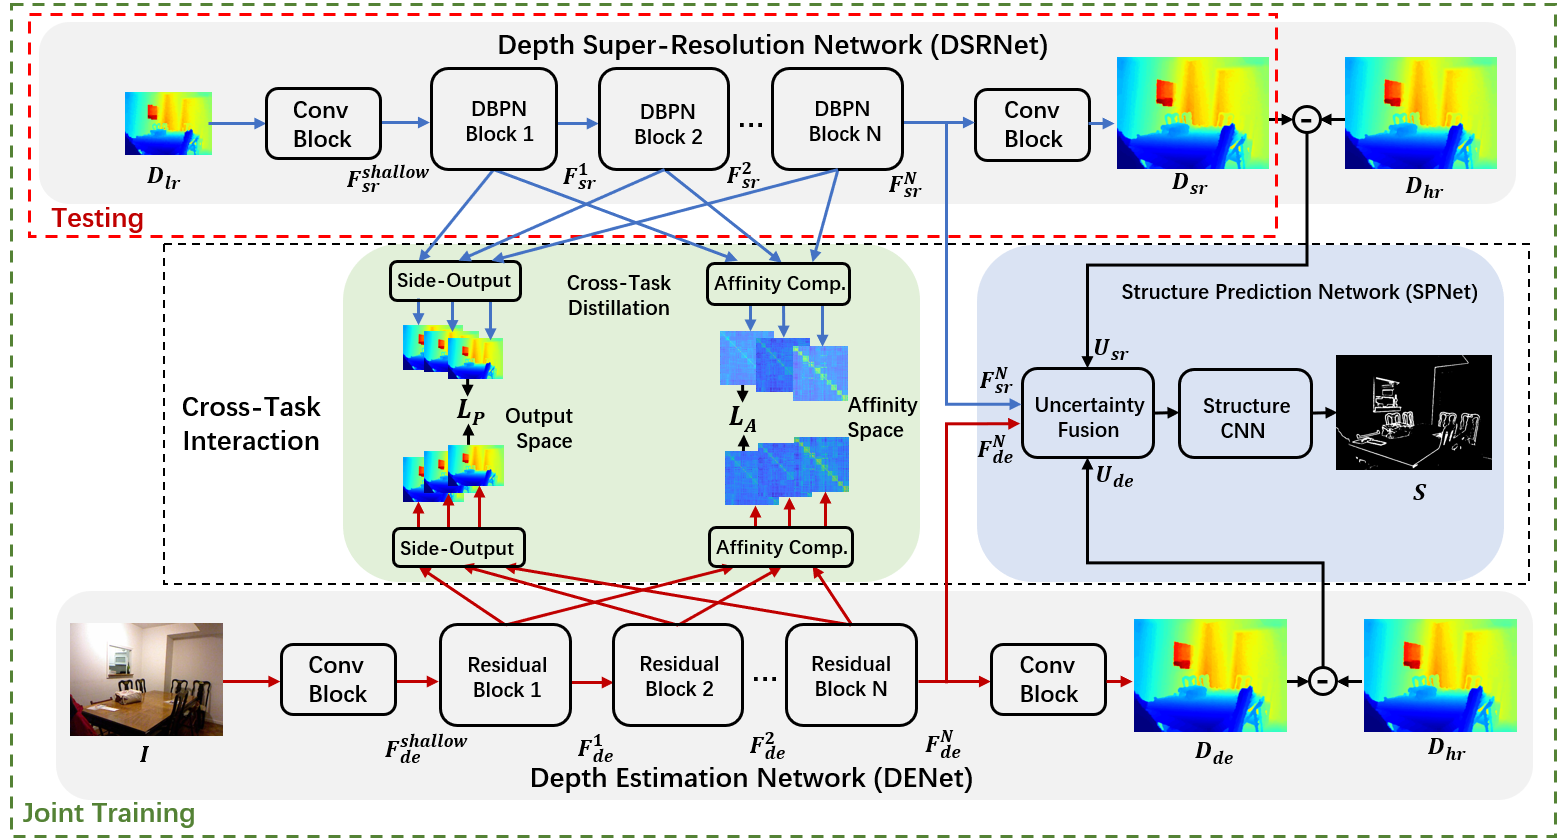 Depth Super-Resolution Network (DSRNet)
Conv
Block
DBPN
Block 1
DBPN
Block 2
...
DBPN
Block N
Conv
Block
-
D_{lr}
F_{sr}^{shallow}
F_{sr}^{1}
F_{sr}^{2}
F_{sr}^{N}
D_{sr}
D_{hr}
Testing
Side-Output
Cross-Task
Distillation
Affinity Comp.
Structure Prediction Network (SPNet)
U_{sr}
F_{sr}^{N}
Cross-Task
Interaction
L_P
Output
Space
L_A
Affinity
Space
Uncertainty
Fusion
Structure
CNN
F_{de}^{N}
U_{de}
S
Side-Output
Affinity Comp.
Conv
Block
Residual
Block 1
Residual
Block 2
...
Residual
Block N
Conv
Block
-
I
F_{de}^{shallow}
F_{de}^{1}
F_{de}^{2}
F_{de}^{N}
D_{de}
D_{hr}
Depth Estimation Network (DENet)
Joint Training